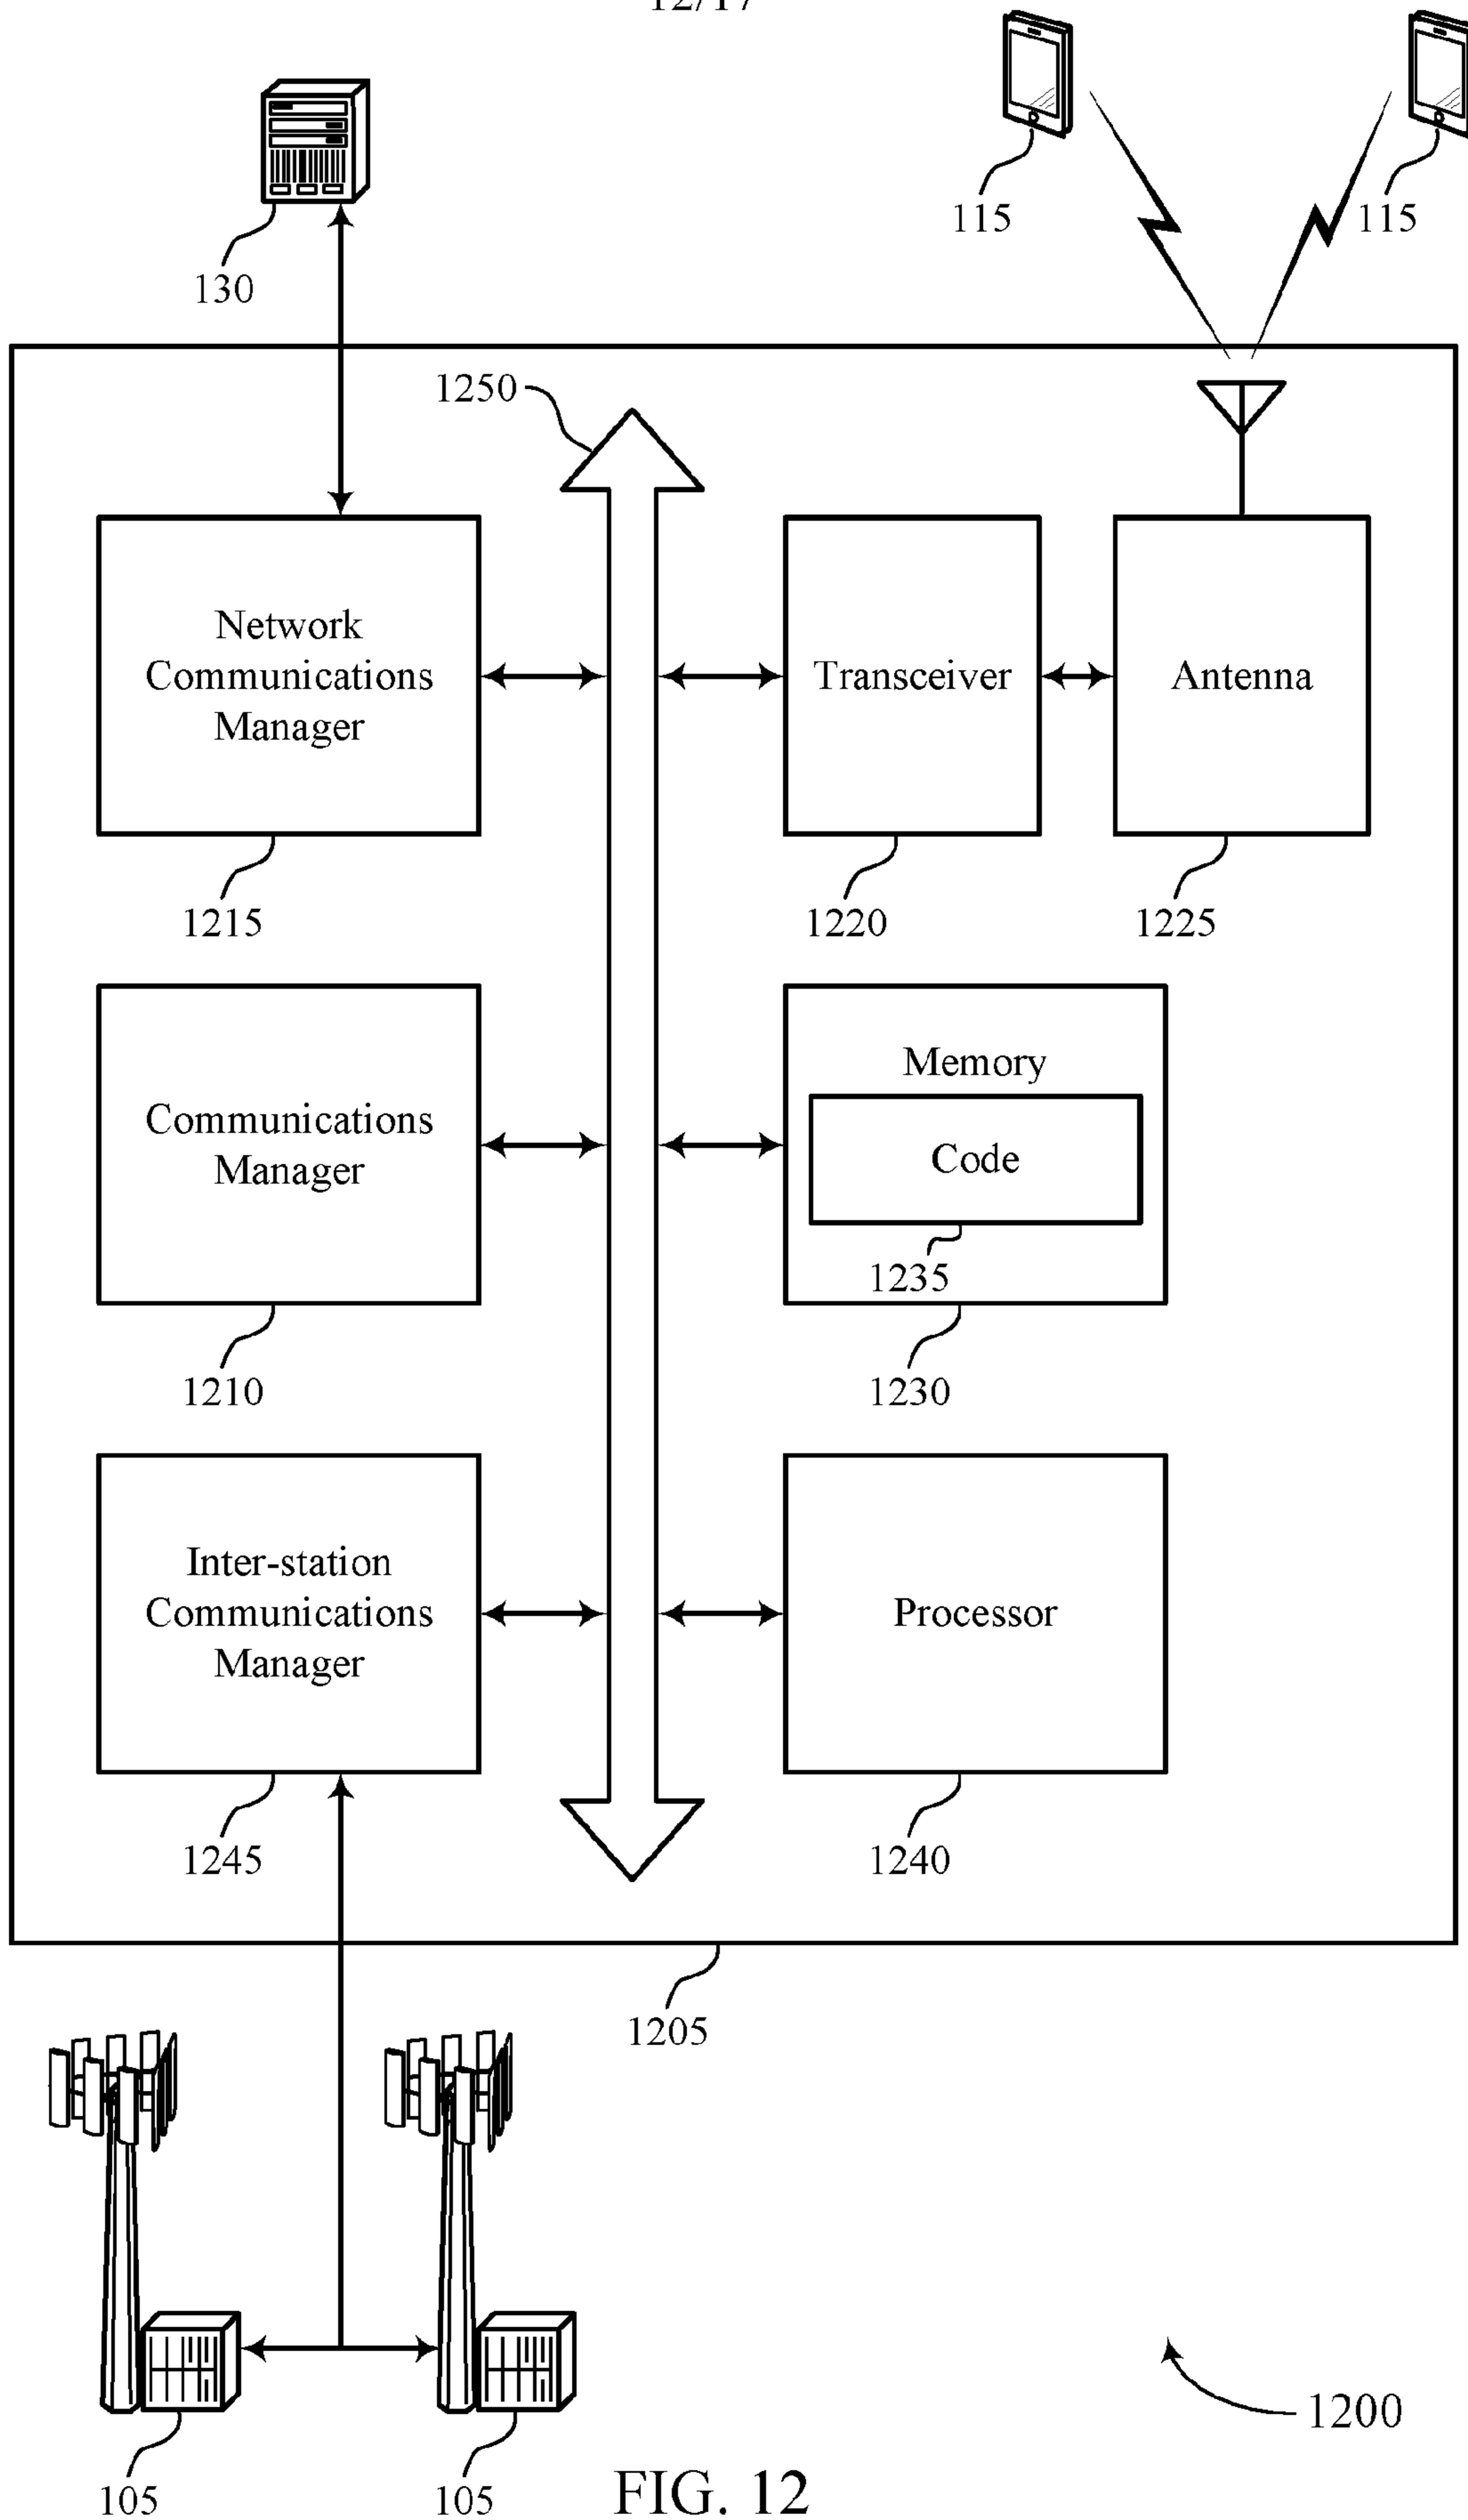 12/17
115
115
130
1250
Network
Communications
Manager
Transceiver
Antenna
1215
1220
1225
Communications
Manager
Memory
Code
1235
1210
1230
Inter-station
Communications
Manager
Processor
1245
1240
1205
1200
105
105
FIG. 12